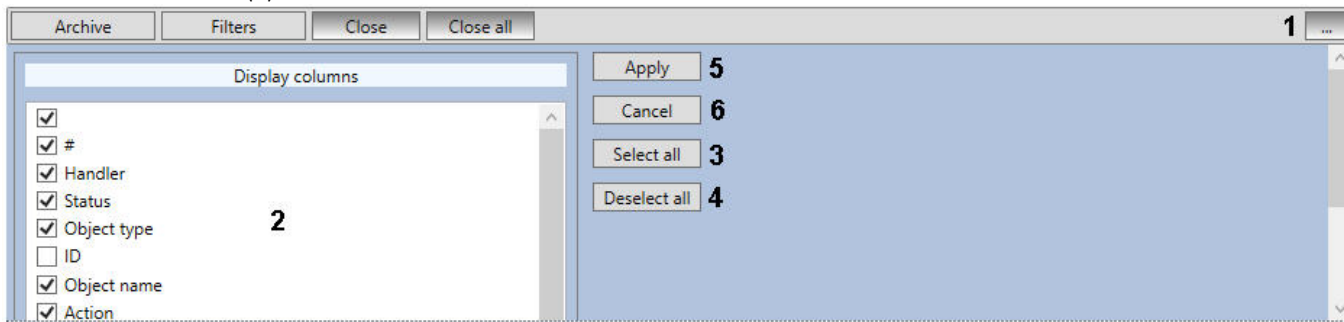 Archive Filters Close Close all 1 ...
Display columns
Apply 5
Cancel 6
#
Select all 3
Handler
Status
Deselect all 4
Object type
2
ID
Object name
Action